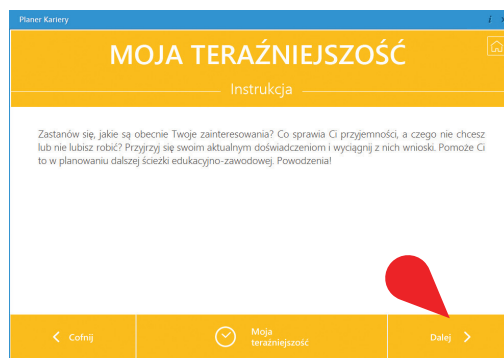 Planer Kariery
MOJA TERAŹNIEJSZOŚĆ
Instrukcja
Zastanów się, jakie są obecnie Twoje zainteresowania? Co sprawia Ci przyjemności, a czego nie chcesz
lub nie lubisz robić? Przyjrzyj się swoim aktualnym doświadczeniom i wyciągnij z nich wnioski. Pomoże Ci
to w planowaniu dalszej ścieżki edukacyjno-zawodowej. Powodzenia!
Cofnij
Moja
teraźniejszość
Dalej